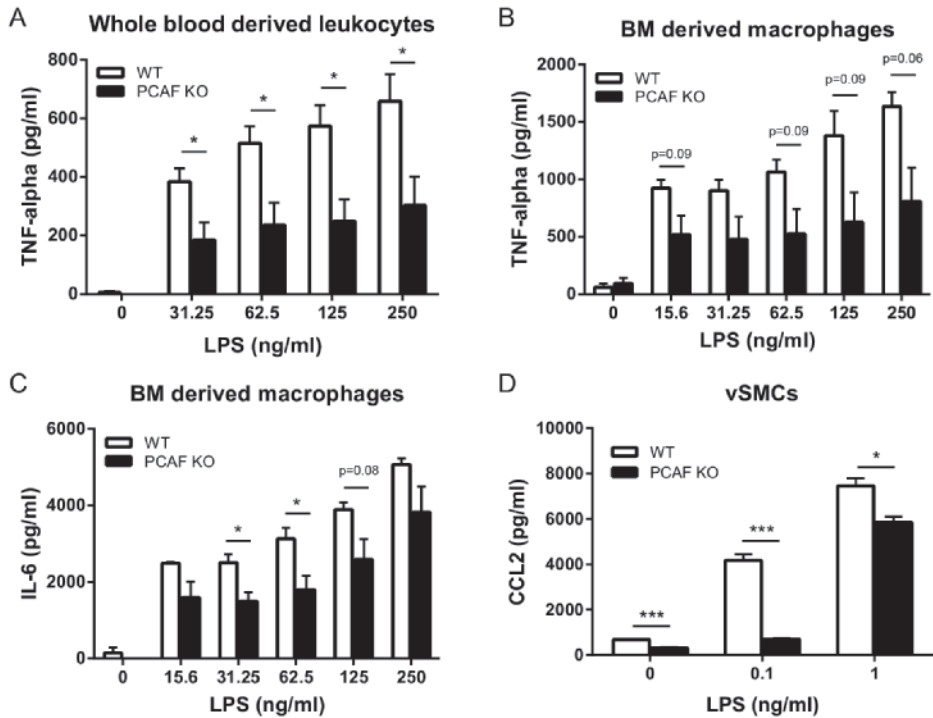 A
Whole blood derived leukocytes
WT
PCAF KO
TNF-alpha (pg/ml)
800
600
400
200
0
*
*
*
*
0 31.25 62.5 125 250
LPS (ng/ml)
B
BM derived macrophages
WT
PCAF KO
TNF-alpha (pg/ml)
2000
1500
1000
500
0
p=0.09
p=0.09
p=0.09
p=0.06
0 15.6 31.25 62.5 125 250
LPS (ng/ml)
C
BM derived macrophages
WT
PCAF KO
IL-6 (pg/ml)
6000
4000
2000
0
*
*
p=0.08
0 15.6 31.25 62.5 125 250
LPS (ng/ml)
D
vSMCs
WT
PCAF KO
CCL2 (pg/ml)
10000
8000
6000
4000
2000
0
***
***
*
0 0.1 1
LPS (ng/ml)